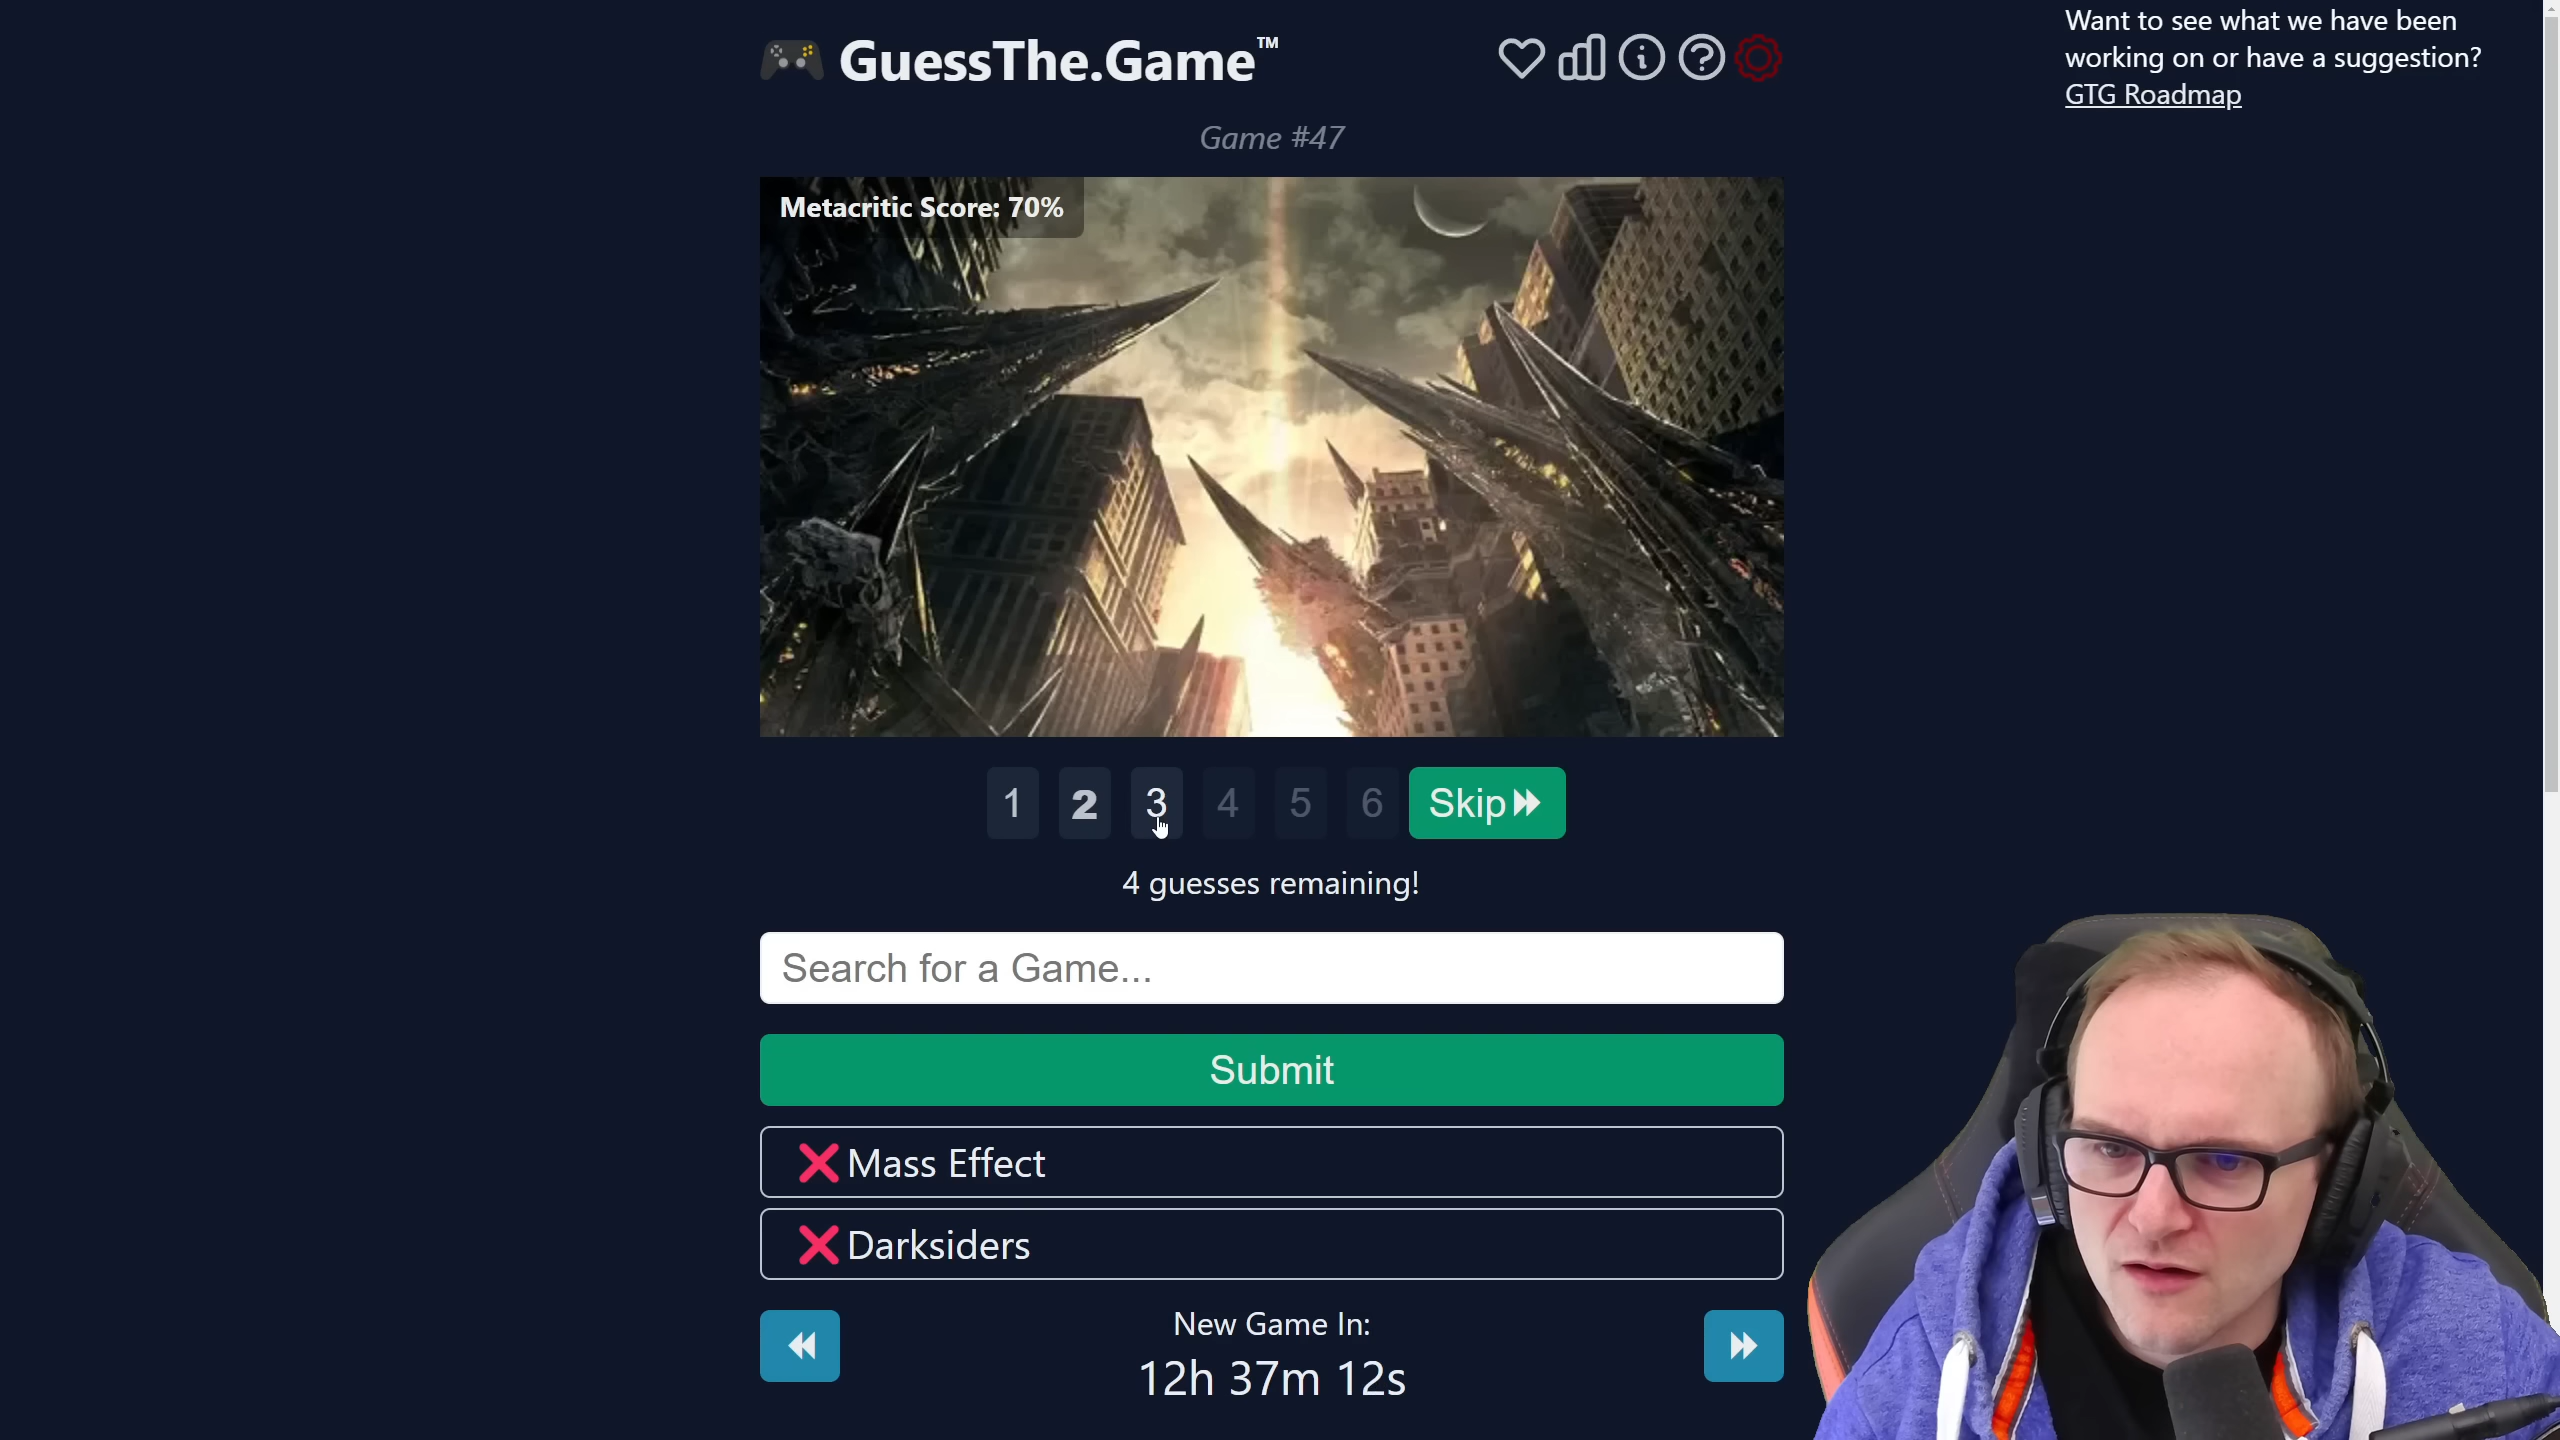 GuessThe.Game™
Want to see what we have been
working on or have a suggestion?
GTG Roadmap
Game #47
Metacritic Score: 70%
1 2 3 4 5 6 Skip
4 guesses remaining!
Search for a Game...
Submit
❌ Mass Effect
❌ Darksiders
New Game In:
12h 37m 12s